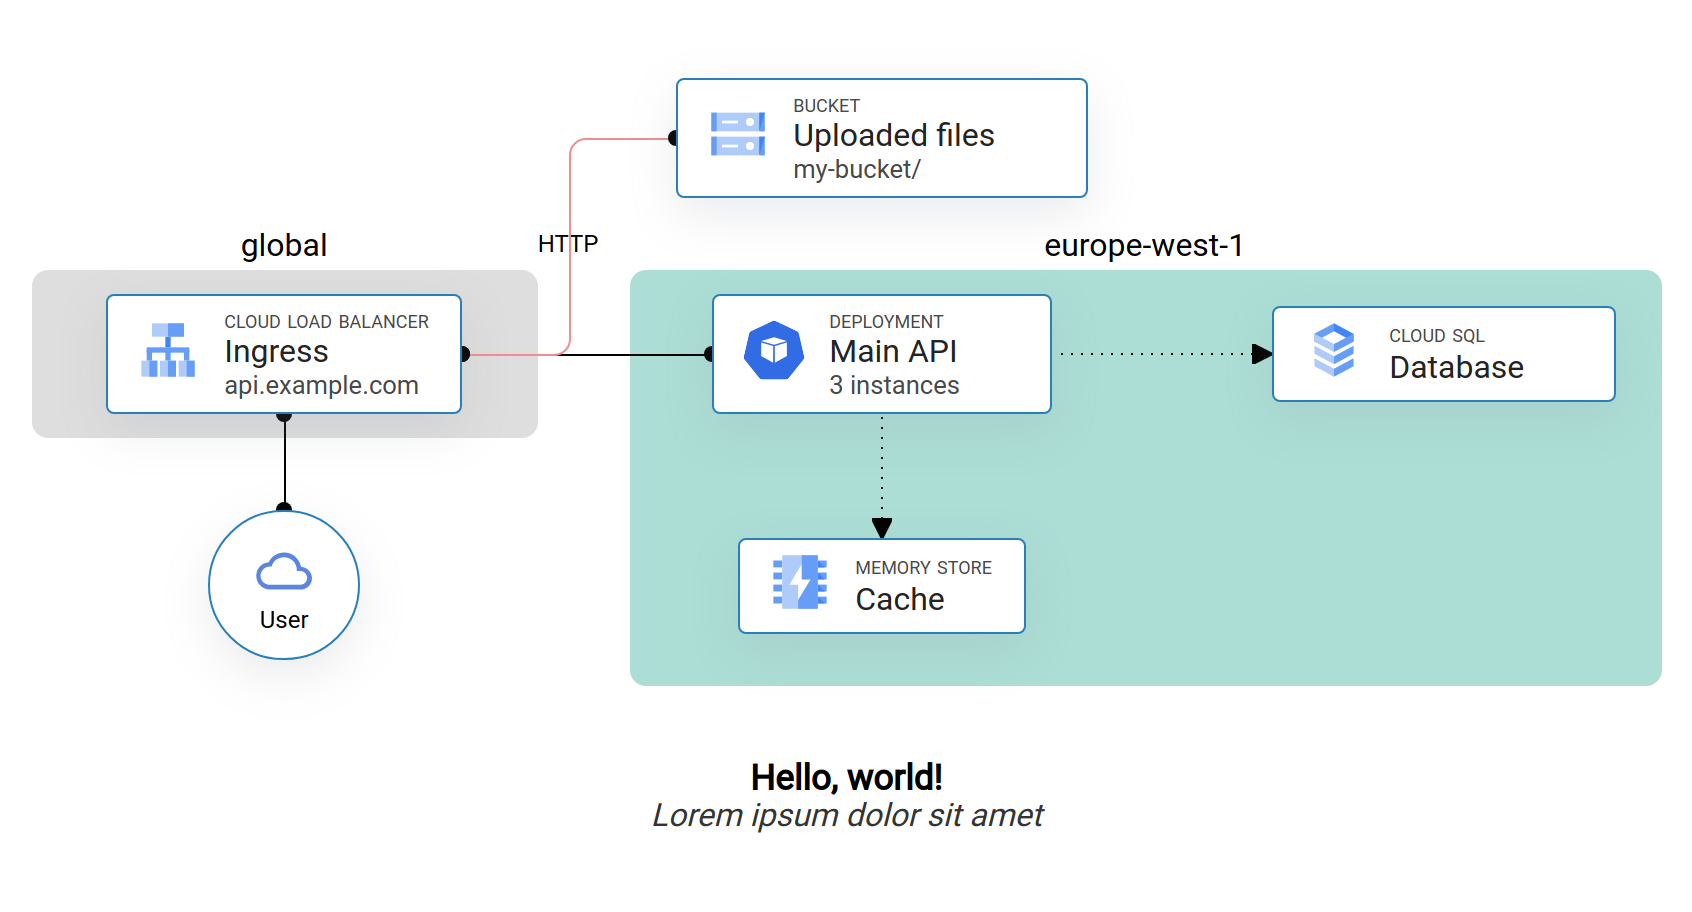 BUCKET
Uploaded files
my-bucket/
global
HTTP
europe-west-1
CLOUD LOAD BALANCER
Ingress
api.example.com
DEPLOYMENT
Main API
3 instances
CLOUD SQL
Database
MEMORY STORE
Cache
User
Hello, world!
Lorem ipsum dolor sit amet